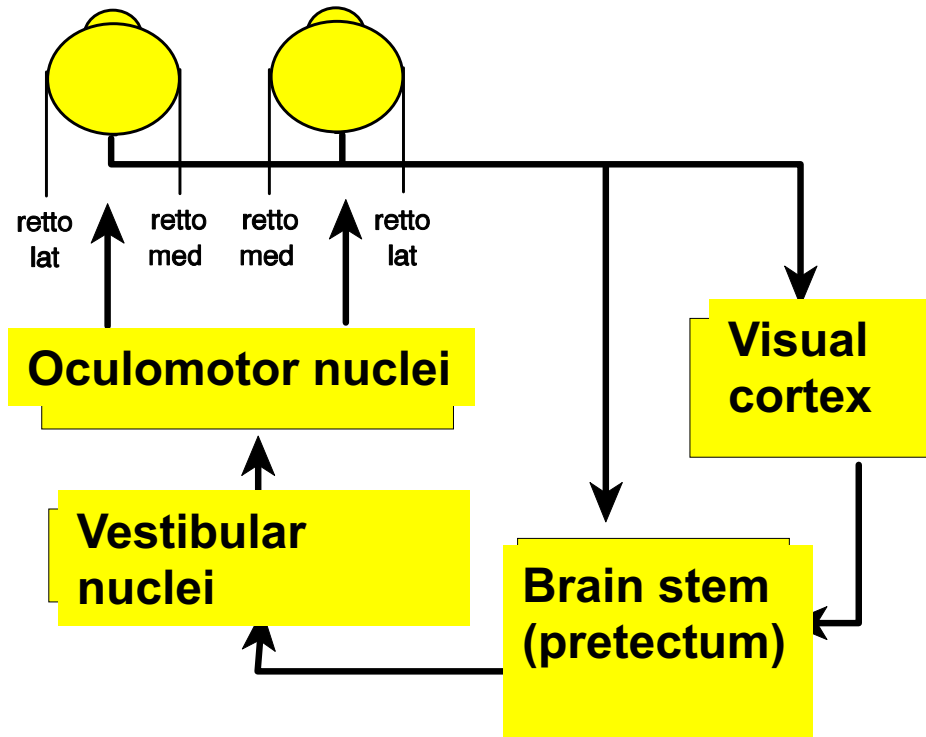 retto
lat
retto
med
retto
med
retto
lat
Oculomotor nuclei
Visual
cortex
Vestibular
nuclei
Brain stem
(pretectum)